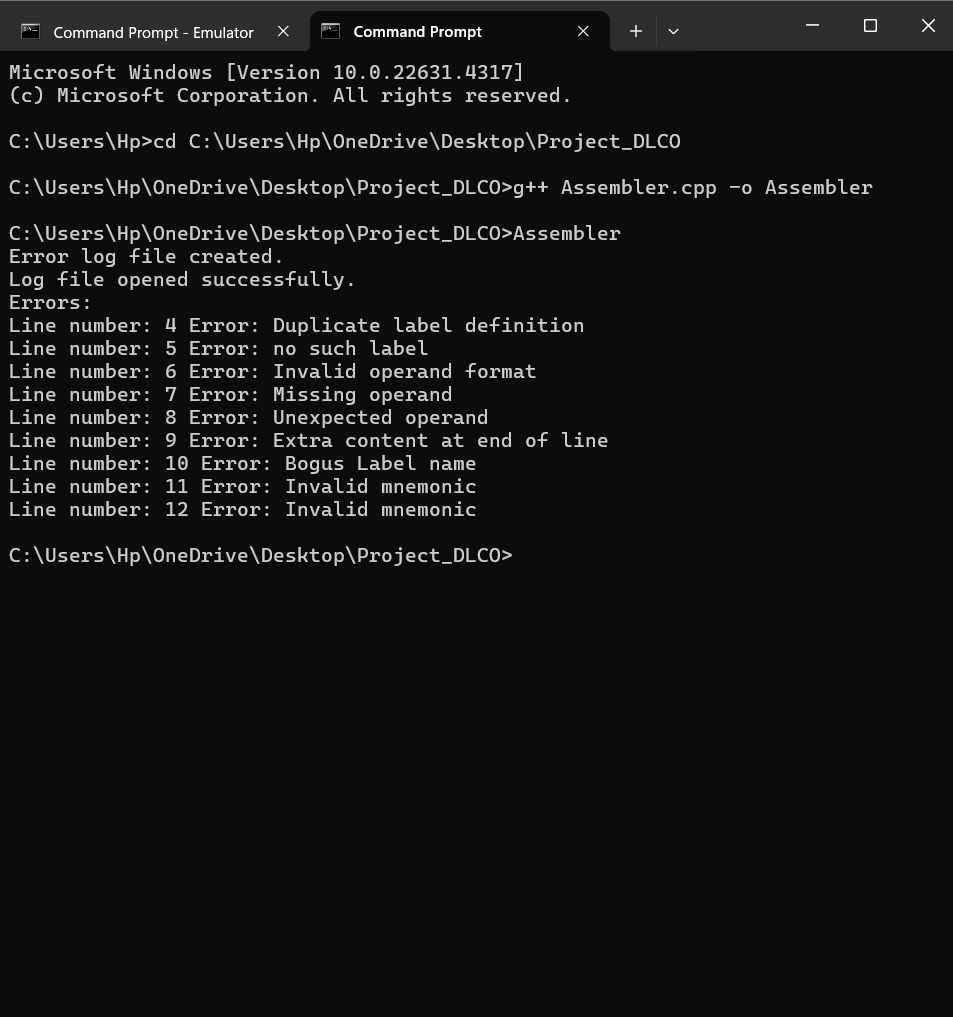 Command Prompt - Emulator
Command Prompt
Microsoft Windows [Version 10.0.22631.4317]
(c) Microsoft Corporation. All rights reserved.
C:\Users\Hp>cd C:\Users\Hp\OneDrive\Desktop\Project_DLCO
C:\Users\Hp\OneDrive\Desktop\Project_DLCO>g++ Assembler.cpp -o Assembler
C:\Users\Hp\OneDrive\Desktop\Project_DLCO>Assembler
Error log file created.
Log file opened successfully.
Errors:
Line number: 4 Error: Duplicate label definition
Line number: 5 Error: no such label
Line number: 6 Error: Invalid operand format
Line number: 7 Error: Missing operand
Line number: 8 Error: Unexpected operand
Line number: 9 Error: Extra content at end of line
Line number: 10 Error: Bogus Label name
Line number: 11 Error: Invalid mnemonic
Line number: 12 Error: Invalid mnemonic
C:\Users\Hp\OneDrive\Desktop\Project_DLCO>